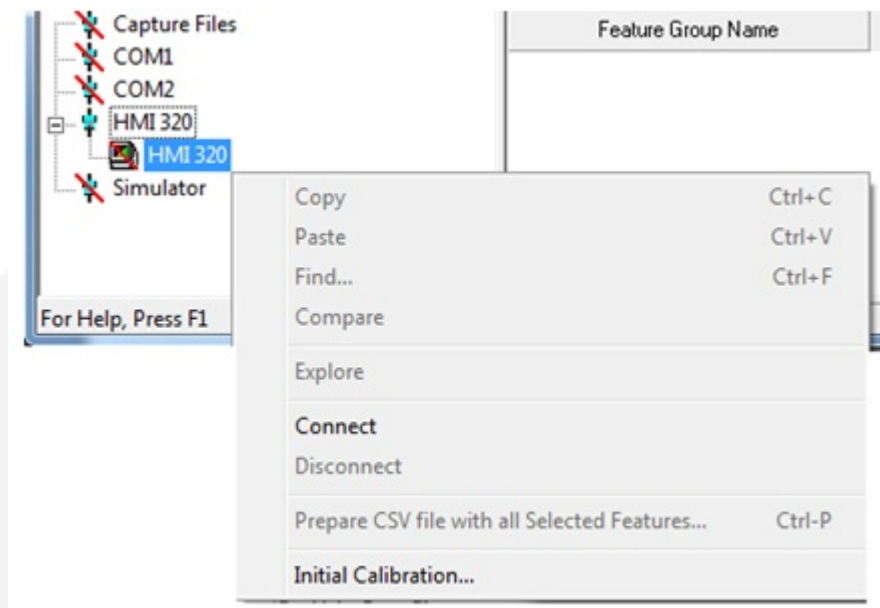 Capture Files
COM1
COM2
HMI 320
HMI 320
Simulator
For Help, Press F1
Feature Group Name
Copy Ctrl+C
Paste Ctrl+V
Find... Ctrl+F
Compare
Explore
Connect
Disconnect
Prepare CSV file with all Selected Features... Ctrl-P
Initial Calibration...